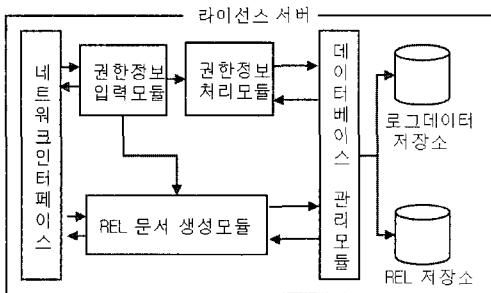 라이선스 서버
네트워크인터페이스
권한정보
입력모듈
권한정보
처리모듈
REL 문서 생성모듈
데이터베이스 관리모듈
로그데이터
저장소
REL 저장소